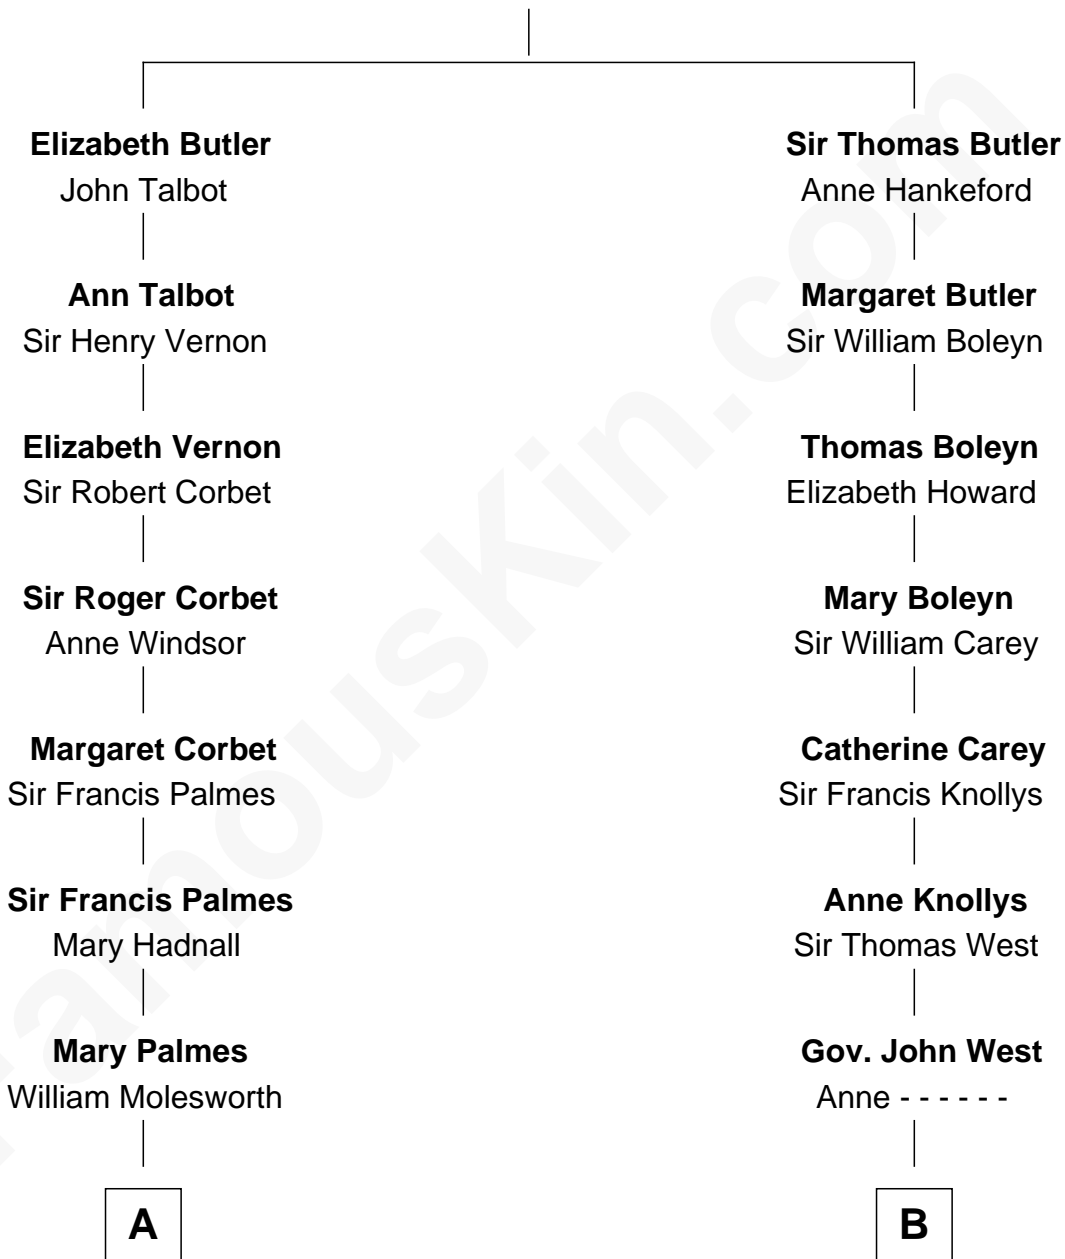 Elizabeth Butler
John Talbot
Ann Talbot
Sir Henry Vernon
Elizabeth Vernon
Sir Robert Corbet
Sir Roger Corbet
Anne Windsor
Margaret Corbet
Sir Francis Palmes
Sir Francis Palmes
Mary Hadnall
Mary Palmes
William Molesworth
A
Sir Thomas Butler
Anne Hankeford
Margaret Butler
Sir William Boleyn
Thomas Boleyn
Elizabeth Howard
Mary Boleyn
Sir William Carey
Catherine Carey
Sir Francis Knollys
Anne Knollys
Sir Thomas West
Gov. John West
Anne - - - - - -
B
FamousKin.com